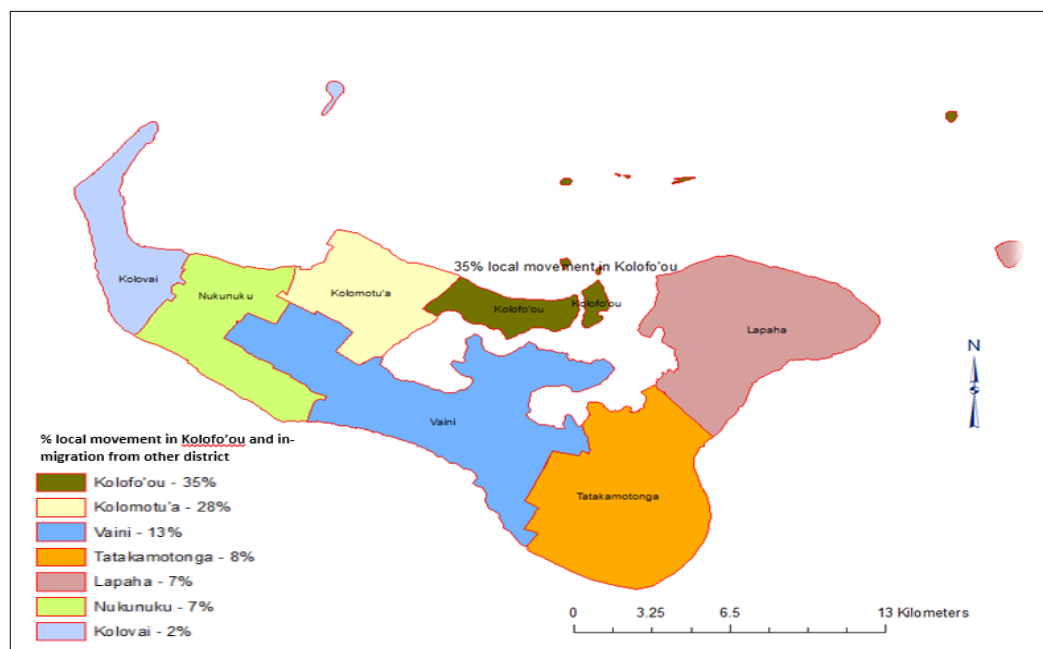 35% local movement in Kolofo'ou
Kolovai
Nukunuku
Kolomotu'a
Kolofo'ou
Kolofo'ou
Lapaha
Vaini
Tatakamotonga
N
% local movement in Kolofo'ou and in-
migration from other district
Kolofo'ou - 35%
Kolomotu'a - 28%
Vaini - 13%
Tatakamotonga - 8%
Lapaha - 7%
Nukunuku - 7%
Kolovai - 2%
0 3.25 6.5 13 Kilometers